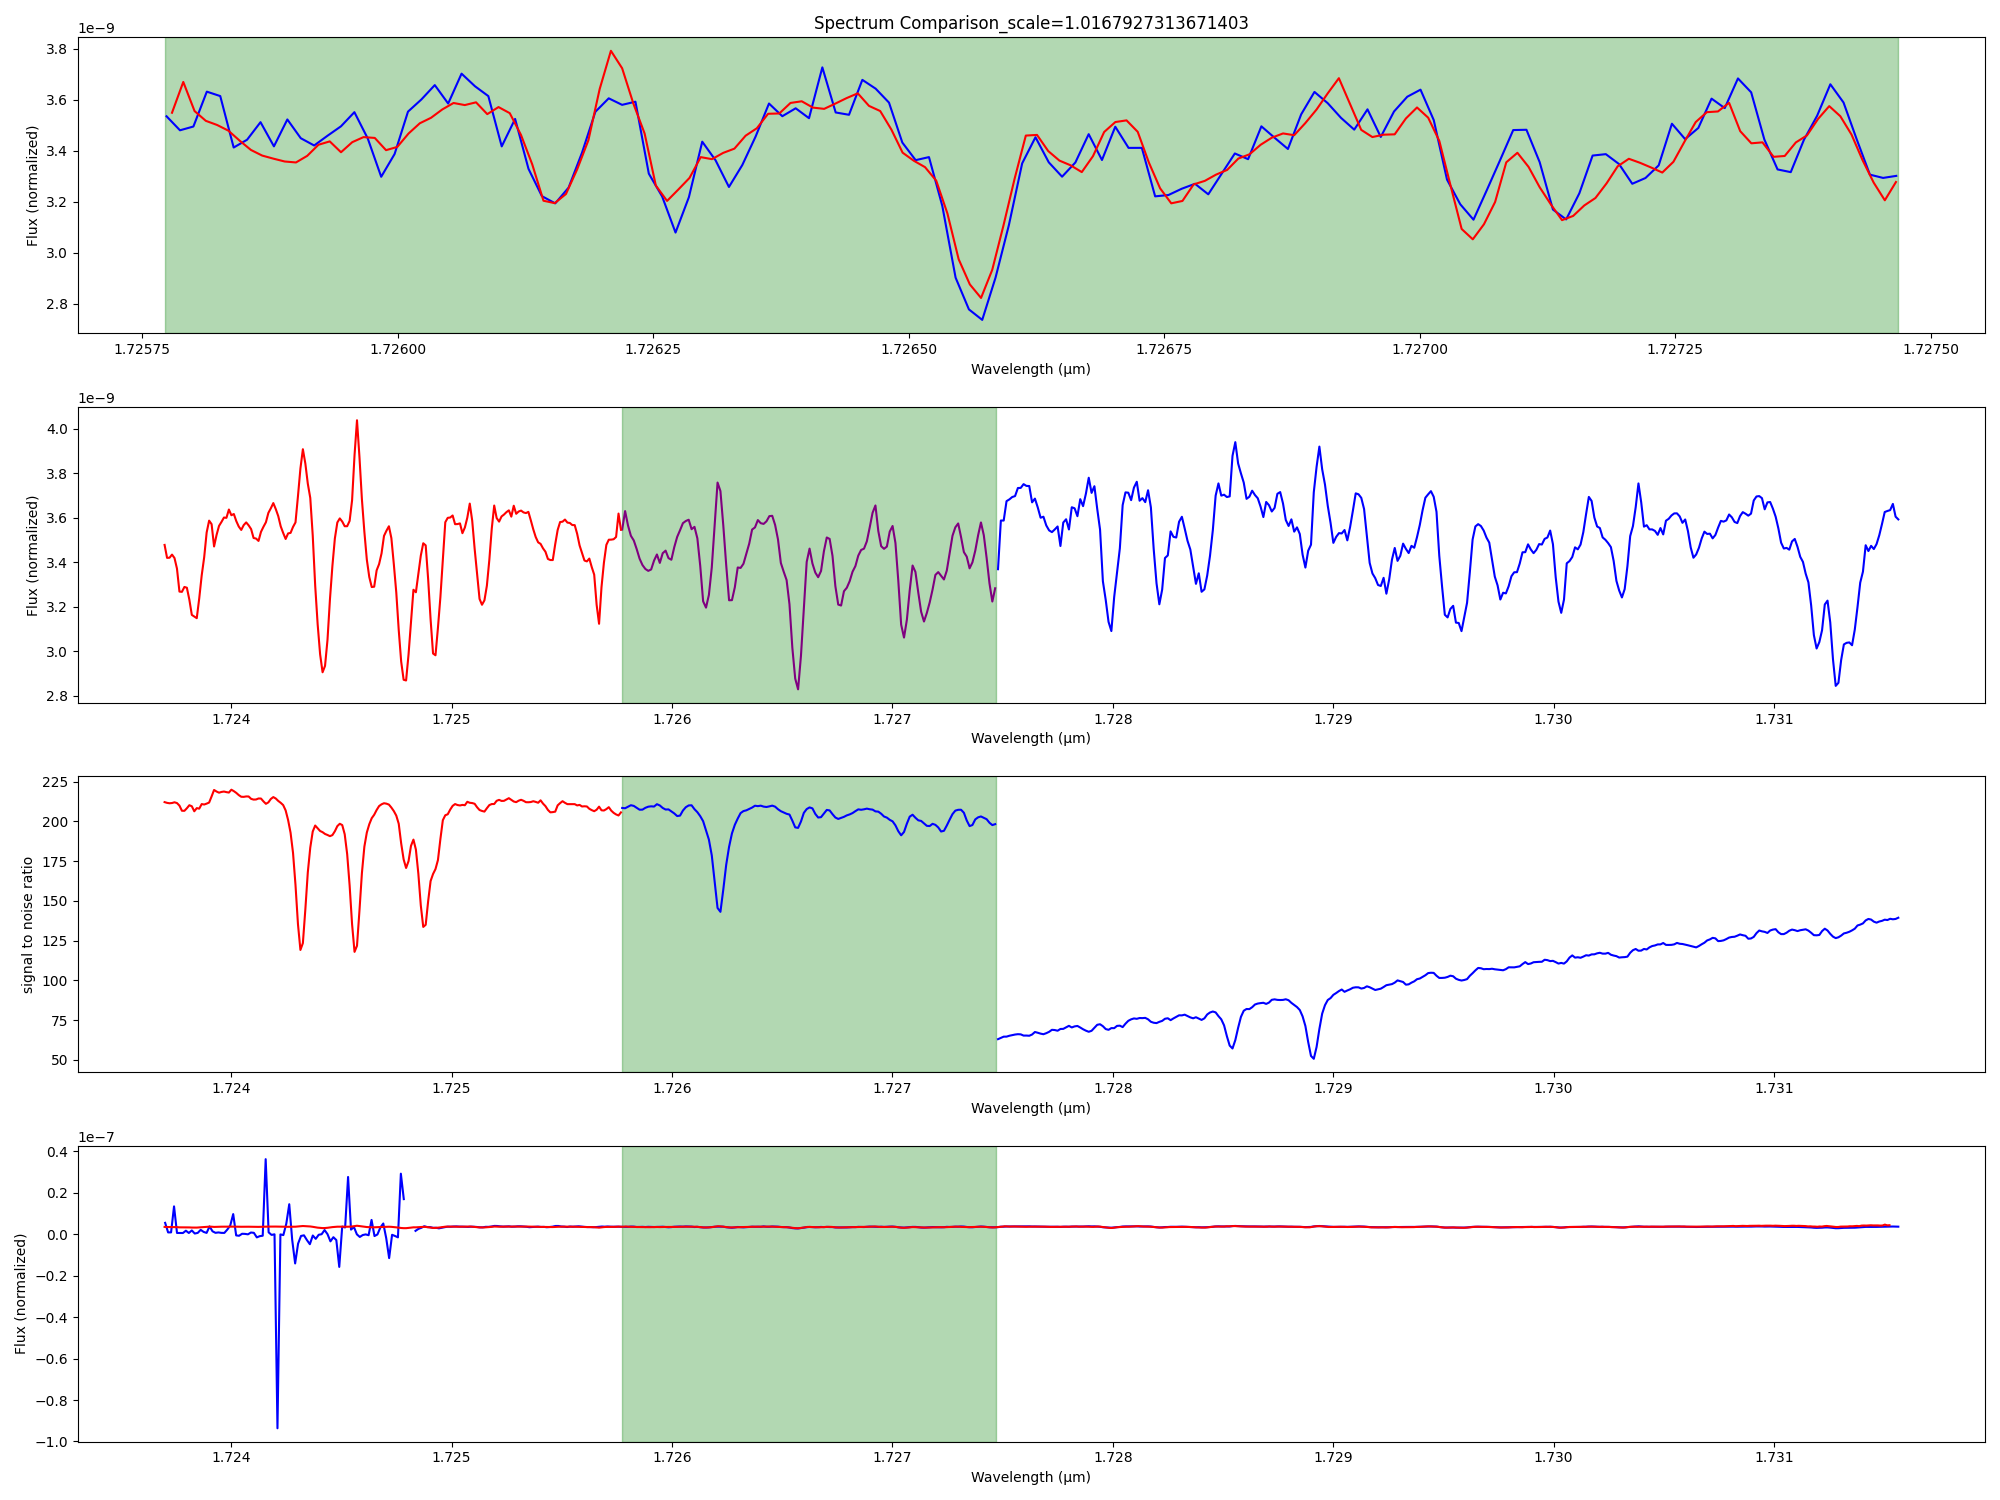 Spectrum Comparison_scale=1.0167927313671403
1e−9
3.8
3.6
3.4
3.2
3.0
2.8
Flux (normalized)
1.72575 1.72600 1.72625 1.72650 1.72675 1.72700 1.72725 1.72750
Wavelength (μm)
1e−9
4.0
3.8
3.6
3.4
3.2
3.0
2.8
Flux (normalized)
1.724 1.725 1.726 1.727 1.728 1.729 1.730 1.731
Wavelength (μm)
225
200
175
150
125
100
75
50
signal to noise ratio
1.724 1.725 1.726 1.727 1.728 1.729 1.730 1.731
Wavelength (μm)
1e−7
0.4
0.2
0.0
−0.2
−0.4
−0.6
−0.8
−1.0
Flux (normalized)
1.724 1.725 1.726 1.727 1.728 1.729 1.730 1.731
Wavelength (μm)